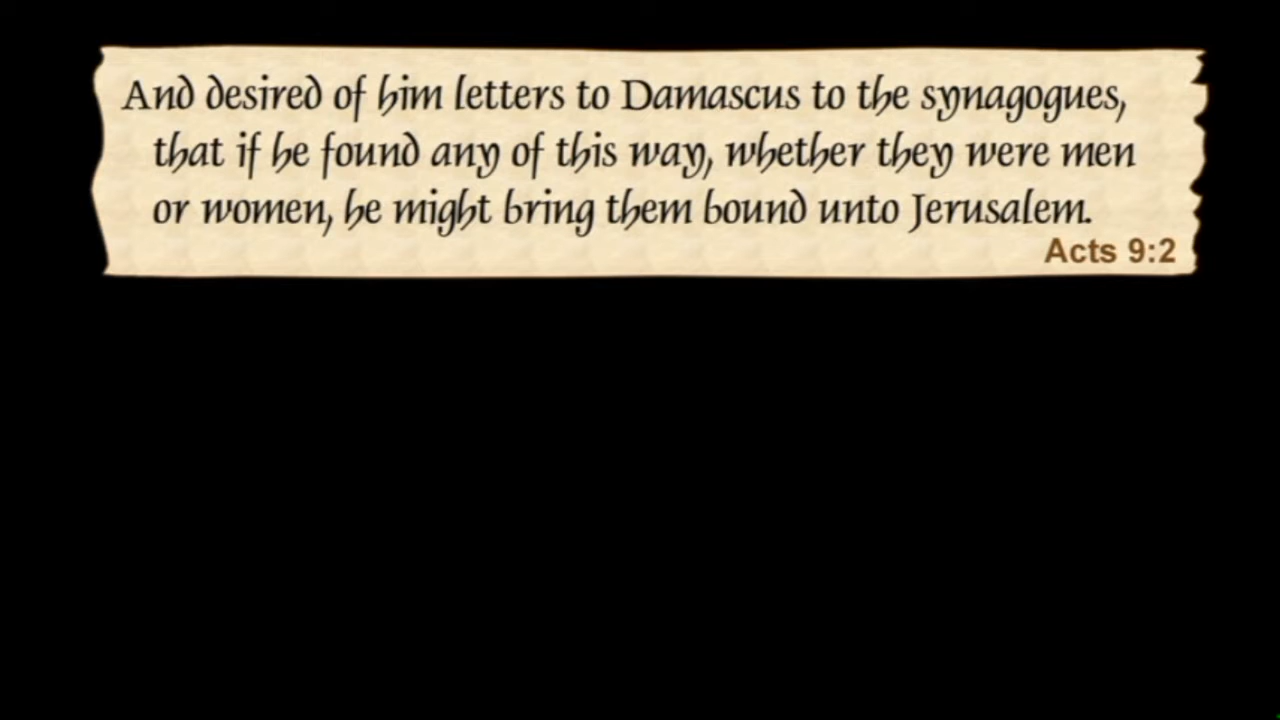 And desired of him letters to Damascus to the synagogues,
that if he found any of this way, whether they were men
or women, he might bring them bound unto Jerusalem.
Acts 9:2